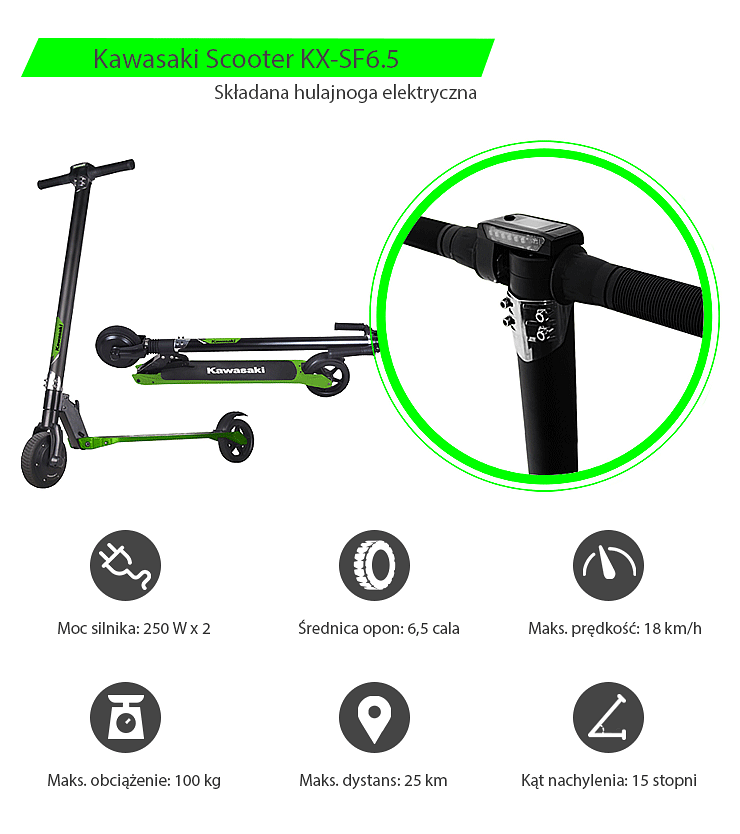 Kawasaki Scooter KX-SF6.5
Składana hulajnoga elektryczna
Kawasaki
Kawasaki
Kawasaki
Moc silnika: 250 W x 2
Średnica opon: 6,5 cala
Maks. prędkość: 18 km/h
Maks. obciążenie: 100 kg
Maks. dystans: 25 km
Kąt nachylenia: 15 stopni